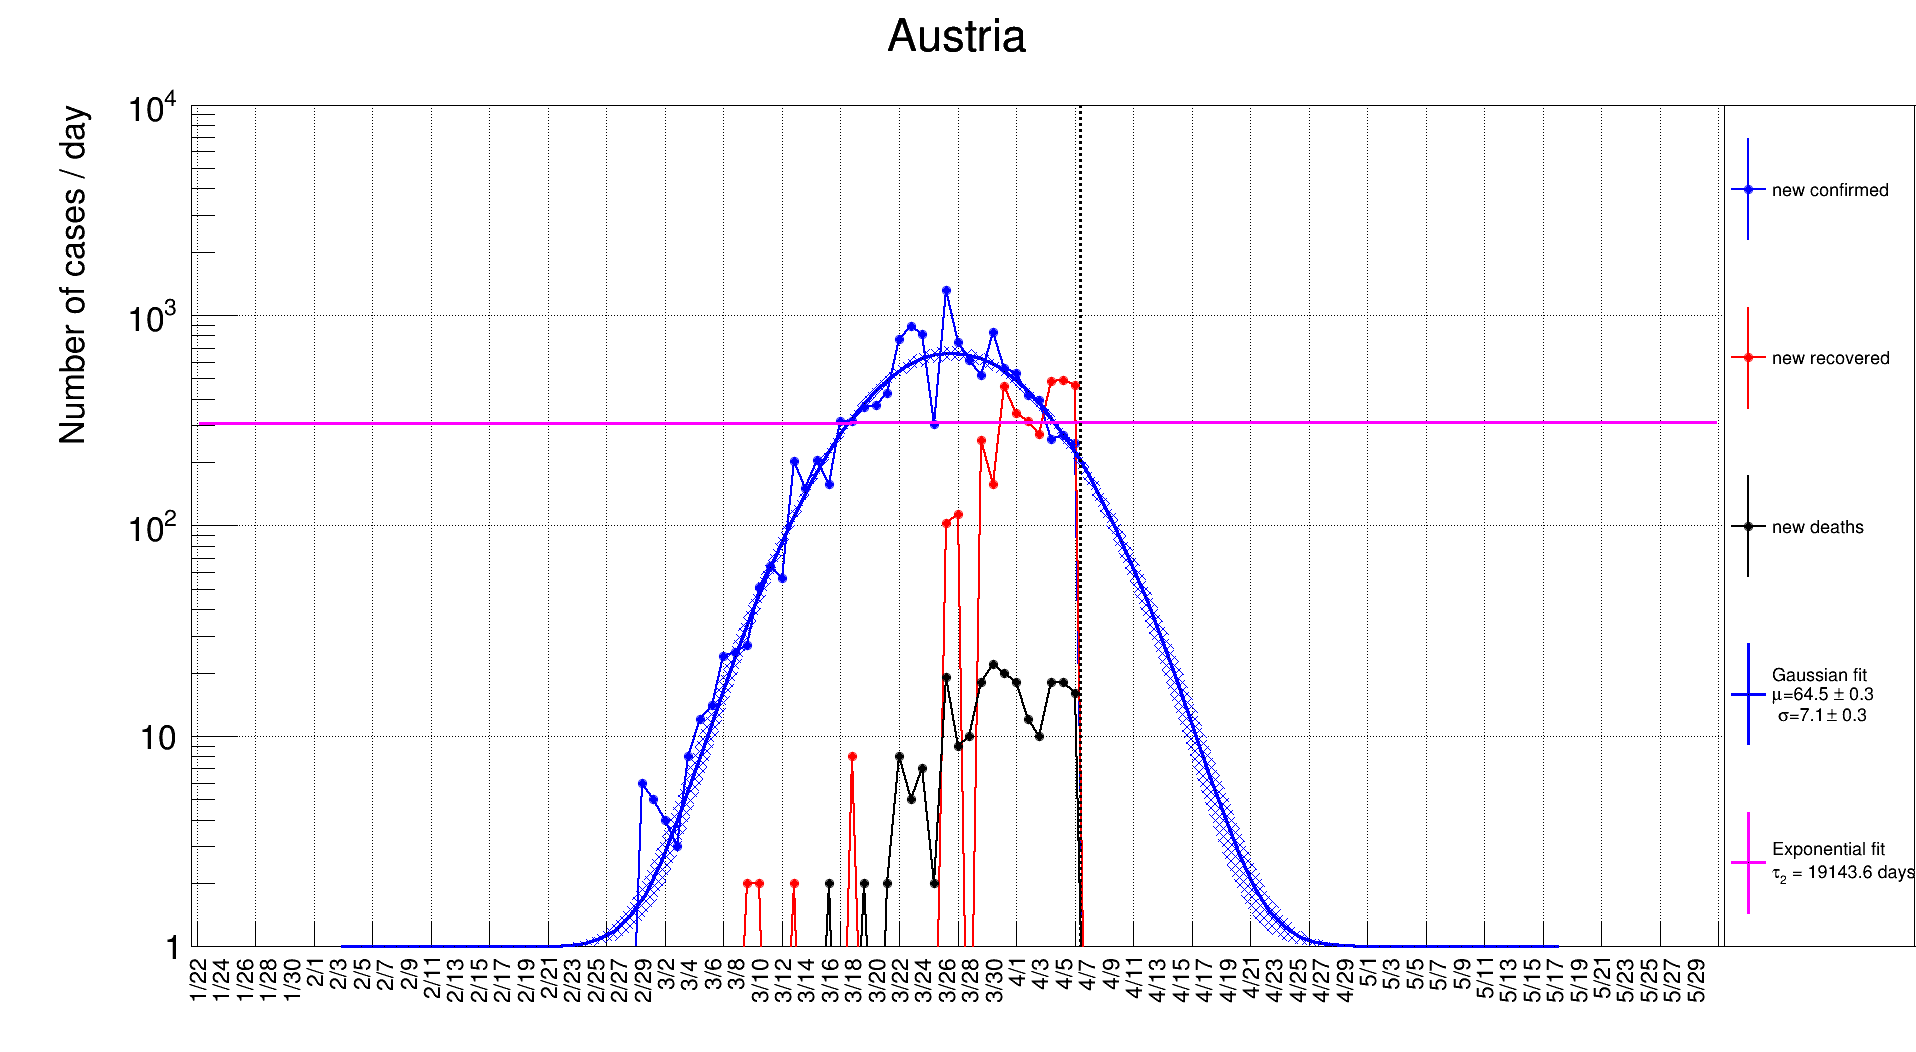 Austria
Number of cases / day
10⁴
10³
10²
10
1
1/22 1/24 1/26 1/28 1/30 2/1 2/3 2/5 2/7 2/9 2/11 2/13 2/15 2/17 2/19 2/21 2/23 2/25 2/27 2/29 3/2 3/4 3/6 3/8 3/10 3/12 3/14 3/16 3/18 3/20 3/22 3/24 3/26 3/28 3/30 4/1 4/3 4/5 4/7 4/9 4/11 4/13 4/15 4/17 4/19 4/21 4/23 4/25 4/27 4/29 5/1 5/3 5/5 5/7 5/9 5/11 5/13 5/15 5/17 5/19 5/21 5/23 5/25 5/27 5/29
new confirmed
new recovered
new deaths
Gaussian fit
μ=64.5 ± 0.3
σ=7.1 ± 0.3
Exponential fit
τ₂ = 19143.6 days